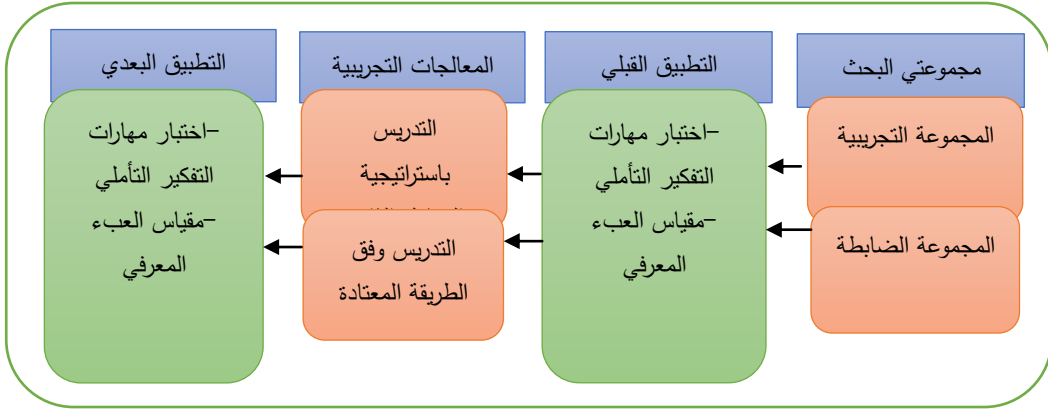 مجموعتي البحث
التطبيق القبلي
المعالجات التجريبية
التطبيق البعدي
المجموعة التجريبية
المجموعة الضابطة
-اختبار مهارات
التفكير التأملي
-مقياس العبء
المعرفي
التدريس
باستراتيجية
التدريس وفق
الطريقة المعتادة
-اختبار مهارات
التفكير التأملي
-مقياس العبء
المعرفي